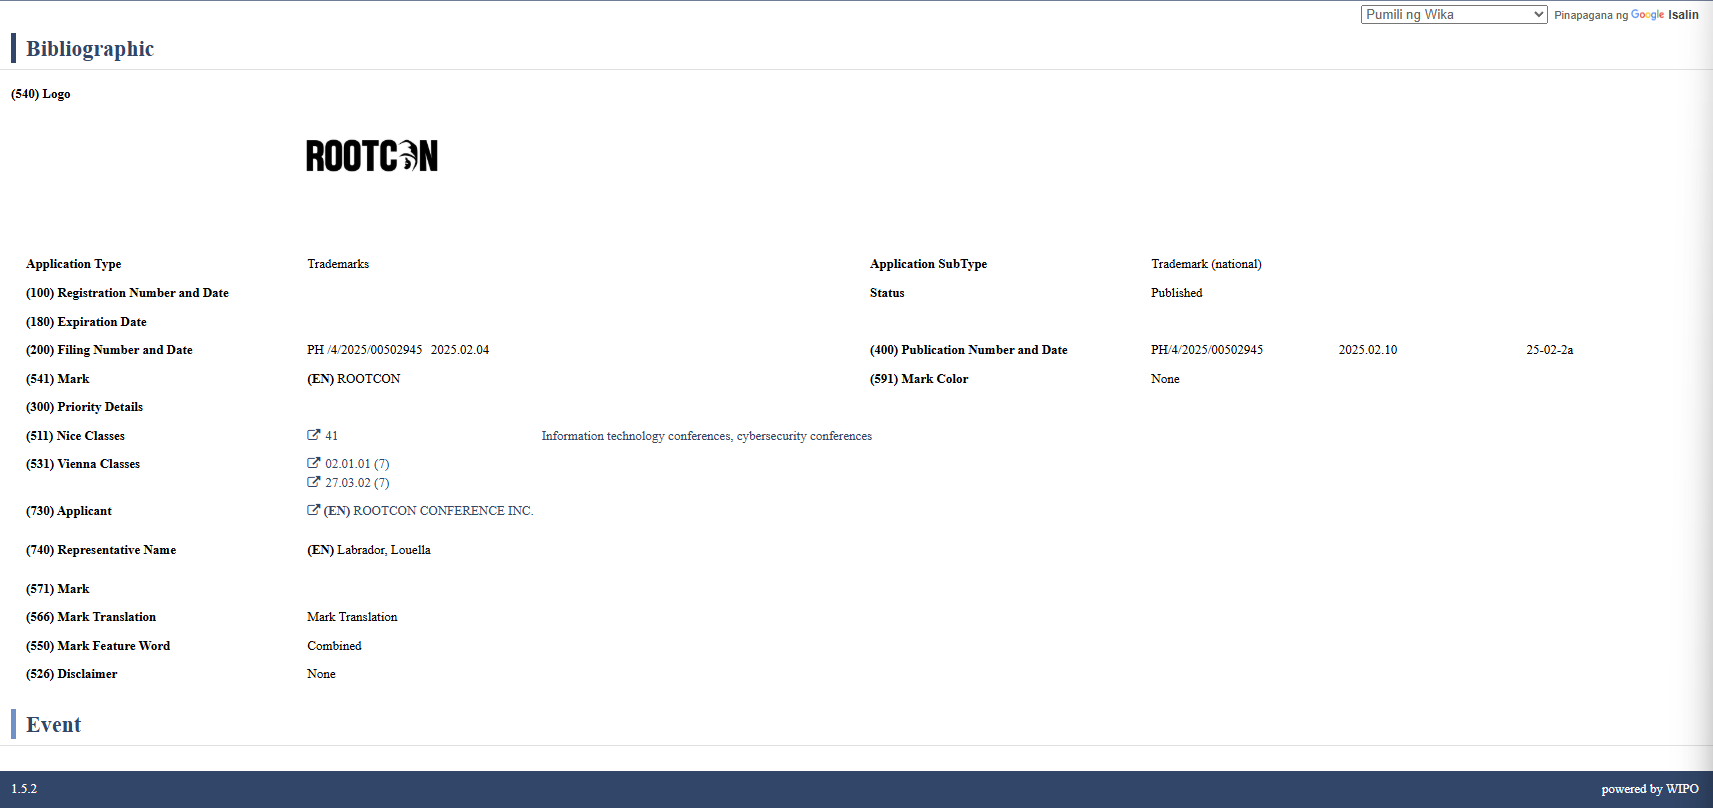 Pumili ng Wika Pinapagana ng Google Isalin
Bibliographic
(540) Logo
ROOTCON
Application Type Trademarks Application SubType Trademark (national)
(100) Registration Number and Date Status Published
(180) Expiration Date
(200) Filing Number and Date PH /4/2025/00502945 2025.02.04 (400) Publication Number and Date PH/4/2025/00502945 2025.02.10 25-02-2a
(541) Mark (EN) ROOTCON (591) Mark Color None
(300) Priority Details
(511) Nice Classes 41 Information technology conferences, cybersecurity conferences
(531) Vienna Classes 02.01.01 (7)
27.03.02 (7)
(730) Applicant (EN) ROOTCON CONFERENCE INC.
(740) Representative Name (EN) Labrador, Louella
(571) Mark
(566) Mark Translation Mark Translation
(550) Mark Feature Word Combined
(526) Disclaimer None
Event
1.5.2 powered by WIPO